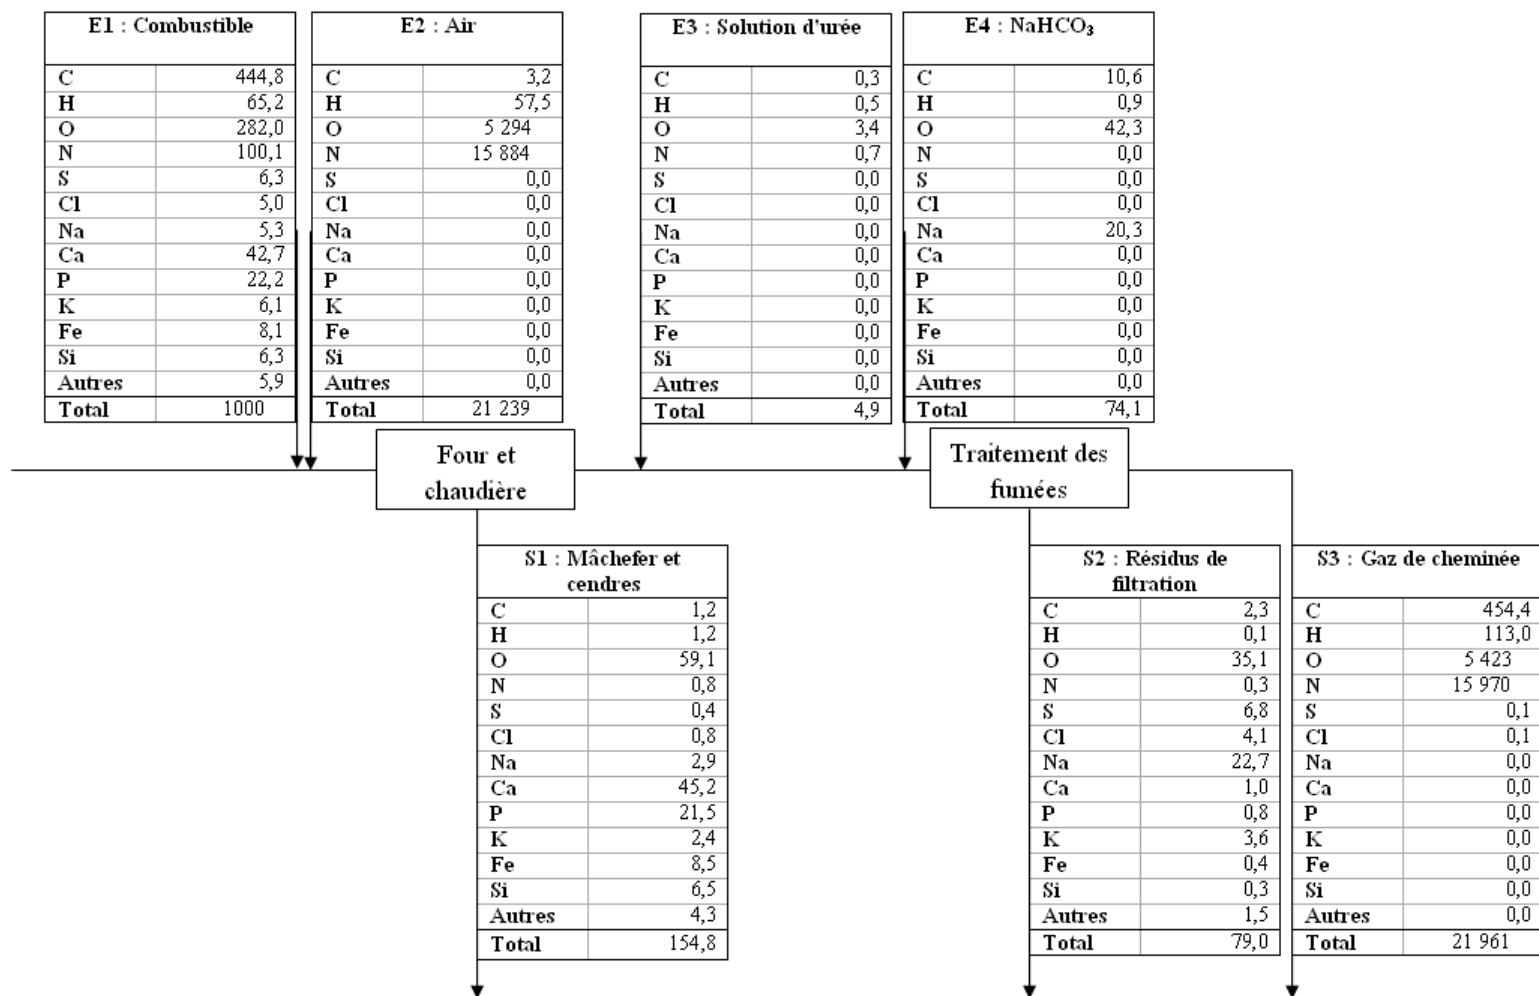 E1 : Combustible
C 444,8
H 65,2
O 282,0
N 100,1
S 6,3
Cl 5,0
Na 5,3
Ca 42,7
P 22,2
K 6,1
Fe 8,1
Si 6,3
Autres 5,9
Total 1000
E2 : Air
C 3,2
H 57,5
O 5 294
N 15 884
S 0,0
Cl 0,0
Na 0,0
Ca 0,0
P 0,0
K 0,0
Fe 0,0
Si 0,0
Autres 0,0
Total 21 239
E3 : Solution d'urée
C 0,3
H 0,5
O 3,4
N 0,7
S 0,0
Cl 0,0
Na 0,0
Ca 0,0
P 0,0
K 0,0
Fe 0,0
Si 0,0
Autres 0,0
Total 4,9
E4 : NaHCO₃
C 10,6
H 0,9
O 42,3
N 0,0
S 0,0
Cl 0,0
Na 20,3
Ca 0,0
P 0,0
K 0,0
Fe 0,0
Si 0,0
Autres 0,0
Total 74,1
Four et
chaudière
Traitement des
fumées
S1 : Mâchefer et
cendres
C 1,2
H 1,2
O 59,1
N 0,8
S 0,4
Cl 0,8
Na 2,9
Ca 45,2
P 21,5
K 2,4
Fe 8,5
Si 6,5
Autres 4,3
Total 154,8
S2 : Résidus de
filtration
C 2,3
H 0,1
O 35,1
N 0,3
S 6,8
Cl 4,1
Na 22,7
Ca 1,0
P 0,8
K 3,6
Fe 0,4
Si 0,3
Autres 1,5
Total 79,0
S3 : Gaz de cheminée
C 454,4
H 113,0
O 5 423
N 15 970
S 0,1
Cl 0,1
Na 0,0
Ca 0,0
P 0,0
K 0,0
Fe 0,0
Si 0,0
Autres 0,0
Total 21 961